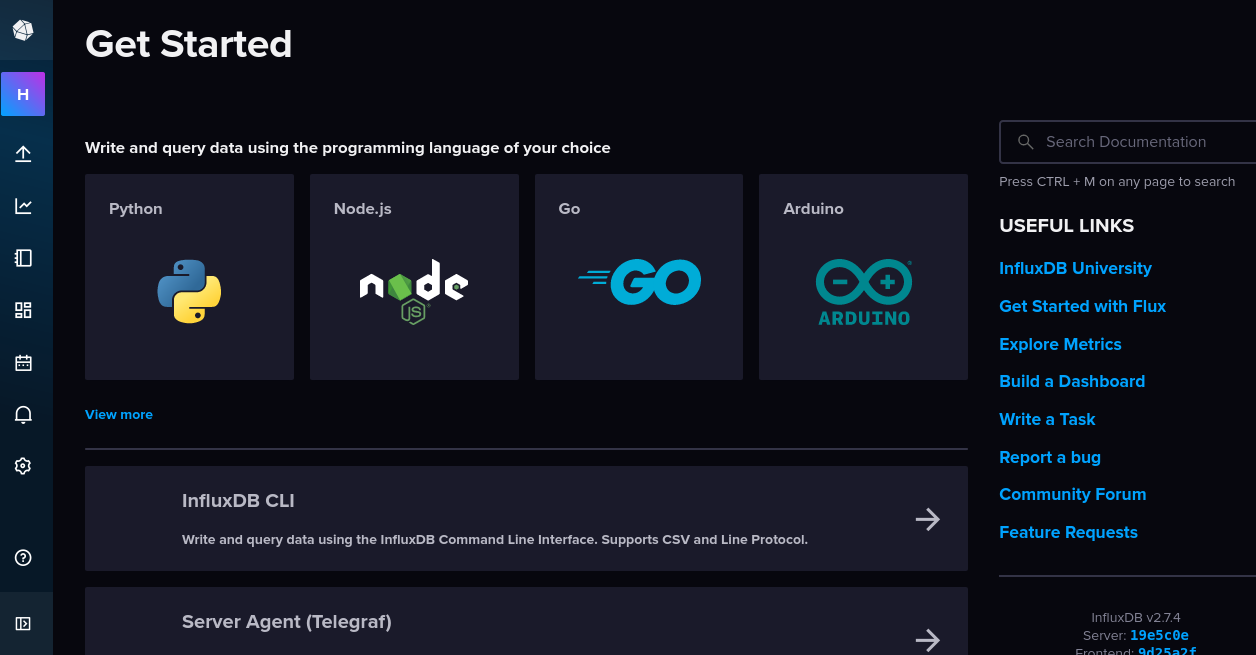 Get Started
H
Write and query data using the programming language of your choice
Python
Node.js
Go
Arduino
node
JS
GO
ARDUINO
View more
InfluxDB CLI
Write and query data using the InfluxDB Command Line Interface. Supports CSV and Line Protocol.
Server Agent (Telegraf)
Search Documentation
Press CTRL + M on any page to search
USEFUL LINKS
InfluxDB University
Get Started with Flux
Explore Metrics
Build a Dashboard
Write a Task
Report a bug
Community Forum
Feature Requests
InfluxDB v2.7.4
Server: 19e5c0e
Frontend: 9d25a2f